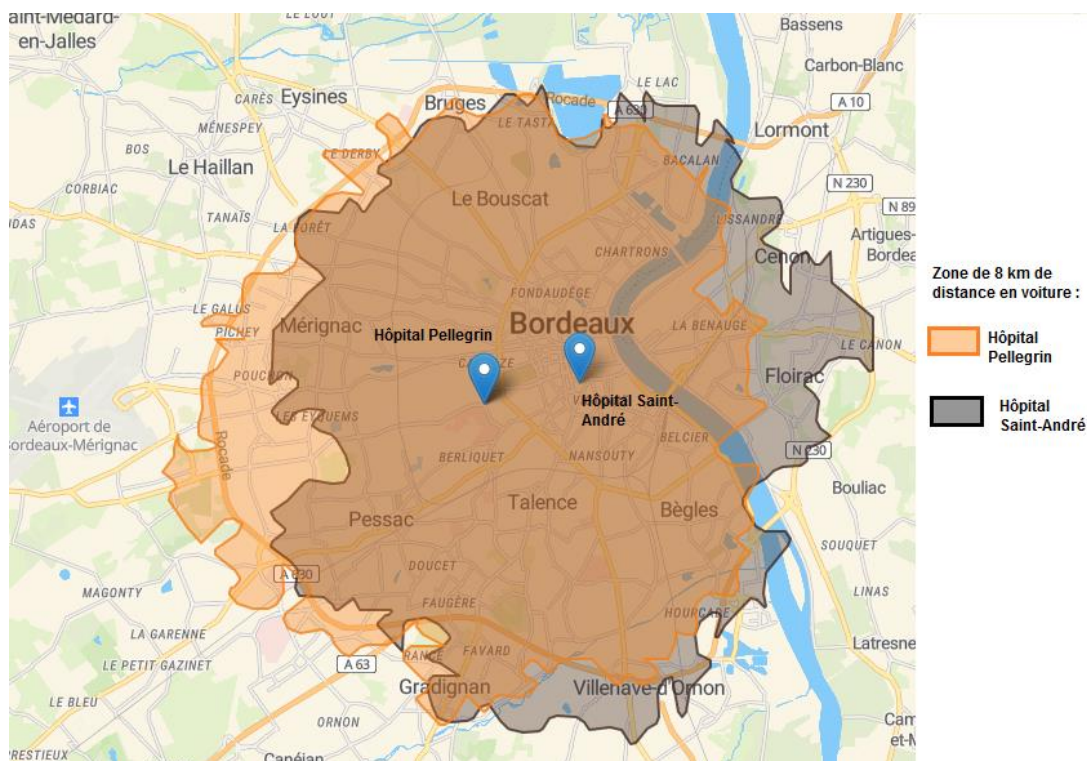 aint-Médard-
en-Jalles
LE LOUT
Bassens
Carbon-Blanc
LE LAC
CARÈS
Eysines
Bruges
Rocade
A 630
A 10
MÉNESPEY
LE TASTA
Lormont
BOS
LE DERBY
Le Haillan
BACALAN
N 230
CORBIAC
Le Bouscat
TANAÏS
LA FORÊT
LISSANDRE
N 89
UDAS
CHARTRONS
Cenon
Artigues-
Bordea
Zone de 8 km de
distance en voiture :
FONDAUDÈGE
LE GALUS
PICHEY
Mérignac
Hôpital Pellegrin
Bordeaux
LA BENAUGE
LE CANON
Hôpital
Pellegrin
POUCHON
Floirac
Hôpital Saint-
André
Hôpital
Saint-André
Aéroport de
Bordeaux-Mérignac
LES EYQUEMS
Rocade
BELCIER
BERLIQUET
NANSOUTY
N 230
Talence
Bègles
Bouliac
Pessac
SOUQUET
DOUCET
A 630
MAGONTY
LINAS
FAUGÈRE
HOURCADE
LA GARENNE
Latresne
FAVARD
RANCE
LE PETIT GAZINET
A 63
Gradignan
Villenave-d'Ornon
LE BLEU
ORNON
Cam
et-M
PRESTIEUX
Canéjan